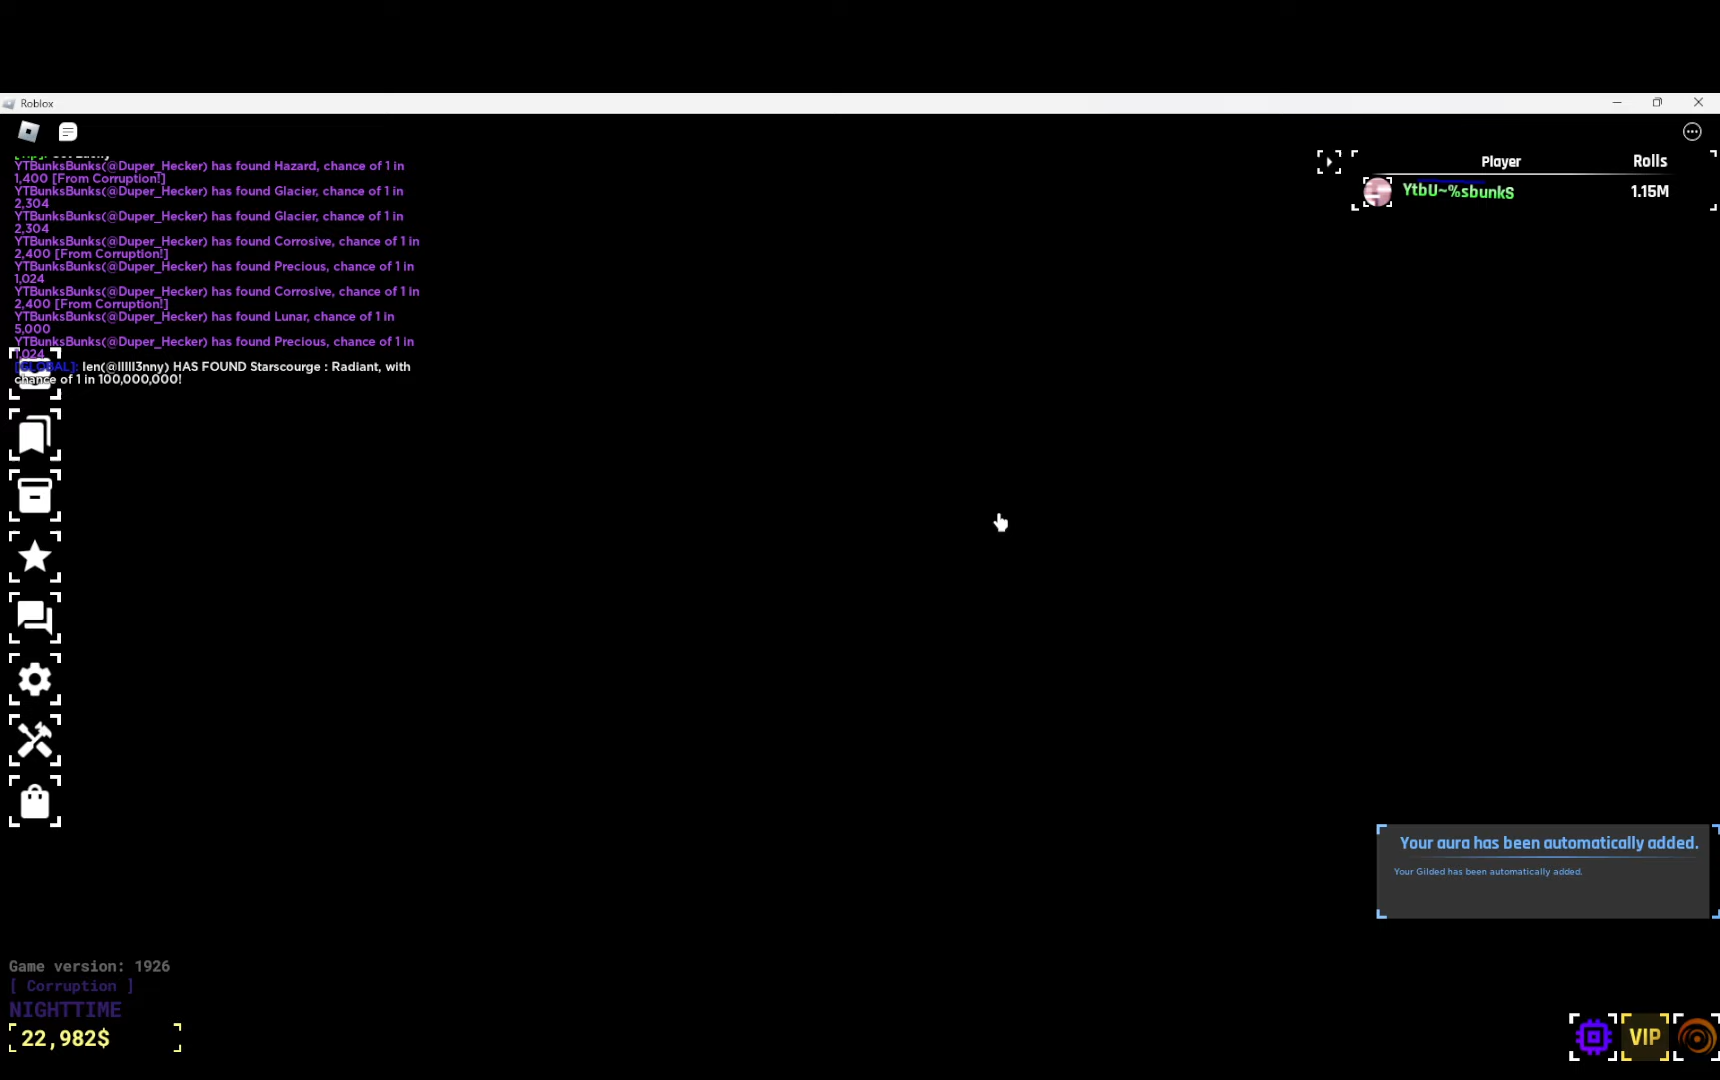 Roblox
YTBunksBunks(@Duper_Hecker) has found Hazard, chance of 1 in
1,400 [From Corruption!]
YTBunksBunks(@Duper_Hecker) has found Glacier, chance of 1 in
2,304
YTBunksBunks(@Duper_Hecker) has found Glacier, chance of 1 in
2,304
YTBunksBunks(@Duper_Hecker) has found Corrosive, chance of 1 in
2,400 [From Corruption!]
YTBunksBunks(@Duper_Hecker) has found Precious, chance of 1 in
1,024
YTBunksBunks(@Duper_Hecker) has found Corrosive, chance of 1 in
2,400 [From Corruption!]
YTBunksBunks(@Duper_Hecker) has found Lunar, chance of 1 in
5,000
YTBunksBunks(@Duper_Hecker) has found Precious, chance of 1 in
1,024
[GLOBAL]: HAS FOUND Starscourge : Radiant, with
chance of 1 in 100,000,000!
Player Rolls
YtbU~%sbunkS 1.15M
Your aura has been automatically added.
Your Gilded has been automatically added.
Game version: 1926
[ Corruption ]
NIGHTTIME
22,982$
VIP